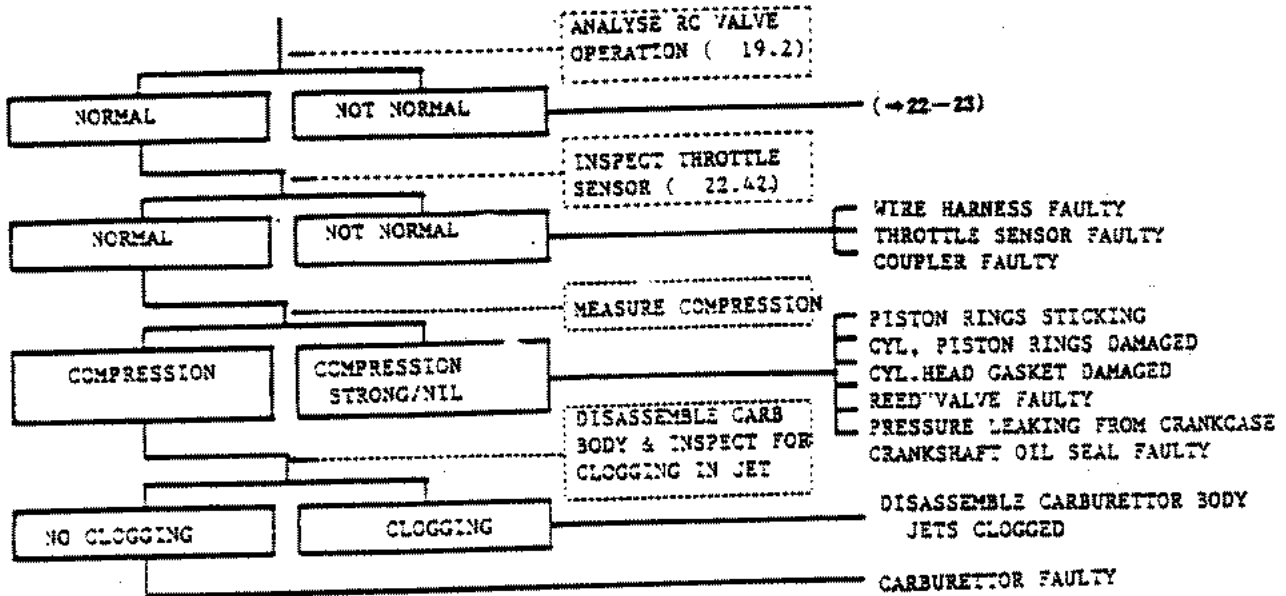 ANALYSE RC VALVE
OPERATION ( 19.2)
NORMAL
NOT NORMAL
(→22-23)
INSPECT THROTTLE
SENSOR ( 22.42)
NORMAL
NOT NORMAL
WIRE HARNESS FAULTY
THROTTLE SENSOR FAULTY
COUPLER FAULTY
MEASURE COMPRESSION
COMPRESSION
COMPRESSION
STRONG/NIL
PISTON RINGS STICKING
CYL, PISTON RINGS DAMAGED
CYL.HEAD GASKET DAMAGED
REED VALVE FAULTY
PRESSURE LEAKING FROM CRANKCASE
CRANKSHAFT OIL SEAL FAULTY
DISASSEMBLE CARB
BODY & INSPECT FOR
CLOGGING IN JET
NO CLOGGING
CLOGGING
DISASSEMBLE CARBURETTOR BODY
JETS CLOGGED
CARBURETTOR FAULTY